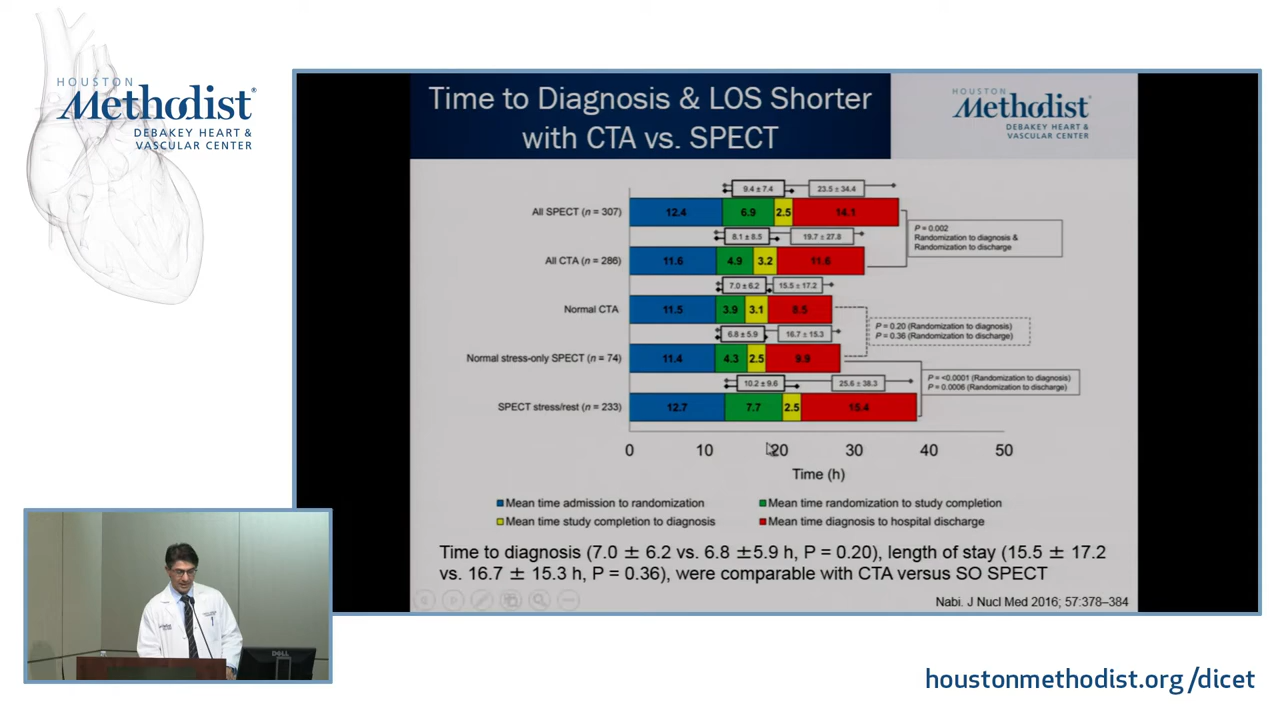 HOUSTON
Methodist
DEBAKEY HEART &
VASCULAR CENTER
Time to Diagnosis & LOS Shorter
with CTA vs. SPECT
HOUSTON
Methodist
DEBAKEY HEART &
VASCULAR CENTER
9.4 ± 7.4 23.5 ± 34.4
All SPECT (n = 307) 12.4 6.9 2.5 14.1
8.1 ± 8.5 19.7 ± 27.8
All CTA (n = 286) 11.6 4.9 3.2 11.6
P = 0.002
Randomization to diagnosis &
Randomization to discharge
7.0 ± 6.2 15.5 ± 17.2
Normal CTA 11.5 3.9 3.1 8.5
6.8 ± 5.9 16.7 ± 15.3
P = 0.20 (Randomization to diagnosis)
P = 0.36 (Randomization to discharge)
Normal stress-only SPECT (n = 74) 11.4 4.3 2.5 9.9
10.2 ± 9.6 25.6 ± 38.3
P = <0.0001 (Randomization to diagnosis)
P = 0.0006 (Randomization to discharge)
SPECT stress/rest (n = 233) 12.7 7.7 2.5 15.4
0 10 20 30 40 50
Time (h)
Mean time admission to randomization
Mean time randomization to study completion
Mean time study completion to diagnosis
Mean time diagnosis to hospital discharge
Time to diagnosis (7.0 ± 6.2 vs. 6.8 ±5.9 h, P = 0.20), length of stay (15.5 ± 17.2
vs. 16.7 ± 15.3 h, P = 0.36), were comparable with CTA versus SO SPECT
Nabi. J Nucl Med 2016; 57:378–384
DELL
houstonmethodist.org/dicet